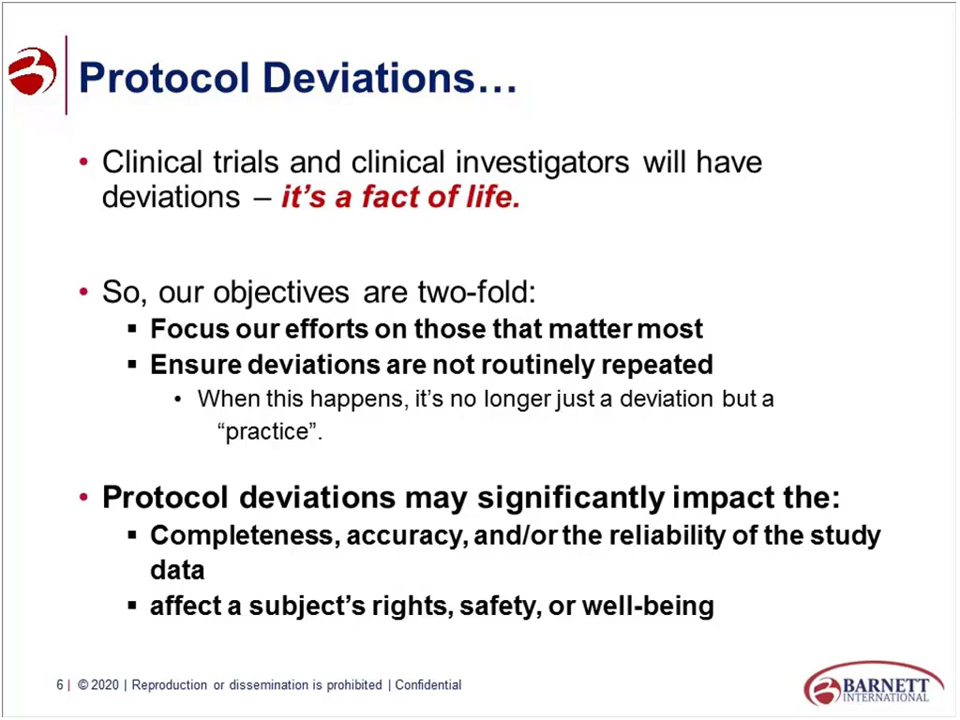 Protocol Deviations…
• Clinical trials and clinical investigators will have
deviations – it's a fact of life.
• So, our objectives are two-fold:
▪ Focus our efforts on those that matter most
▪ Ensure deviations are not routinely repeated
• When this happens, it's no longer just a deviation but a
“practice”.
• Protocol deviations may significantly impact the:
▪ Completeness, accuracy, and/or the reliability of the study
data
▪ affect a subject's rights, safety, or well-being
6 | © 2020 | Reproduction or dissemination is prohibited | Confidential
BARNETT
INTERNATIONAL